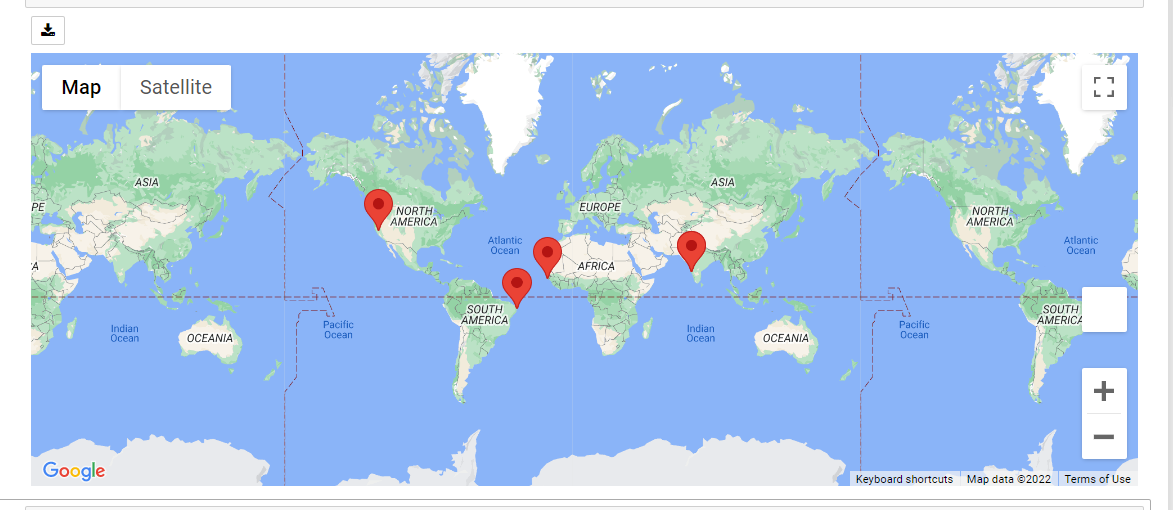 Map Satellite
ASIA
ASIA
PE
NORTH
AMERICA
EUROPE
NORTH
AMERICA
Atlantic
Ocean
Atlantic
Ocean
CA
AFRICA
SOUTH
AMERICA
SOUTH
AMERICA
Indian
Ocean
OCEANIA
Pacific
Ocean
Indian
Ocean
OCEANIA
Pacific
Ocean
Google
Keyboard shortcuts Map data ©2022 Terms of Use